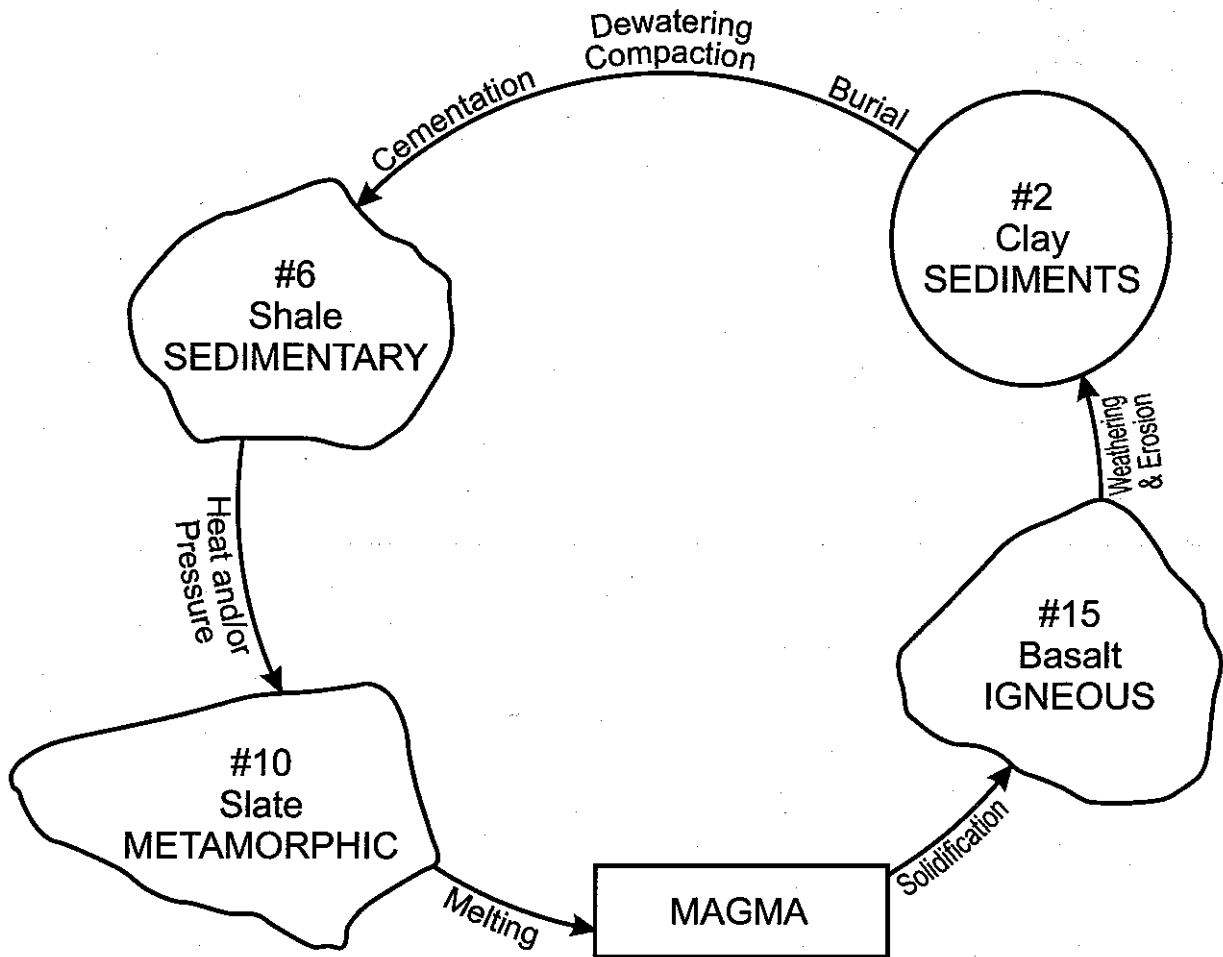 Dewatering
Compaction
Burial
Cementation
#2
Clay
SEDIMENTS
#6
Shale
SEDIMENTARY
Weathering
& Erosion
Heat and/or
Pressure
#15
Basalt
IGNEOUS
#10
Slate
METAMORPHIC
Solidification
Melting
MAGMA